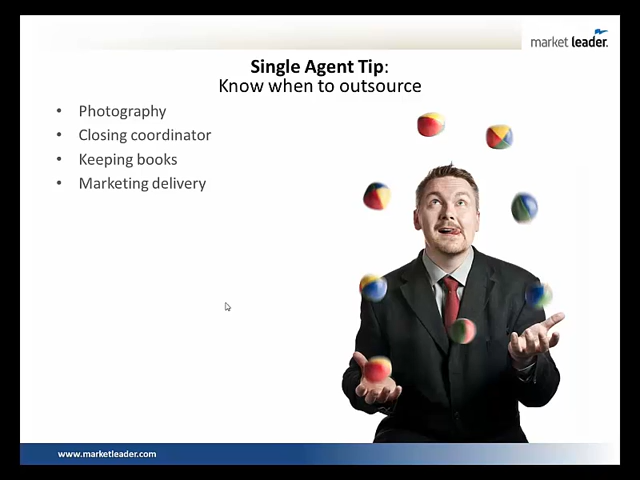 market leader.
Single Agent Tip:
Know when to outsource
• Photography
• Closing coordinator
• Keeping books
• Marketing delivery
www.marketleader.com